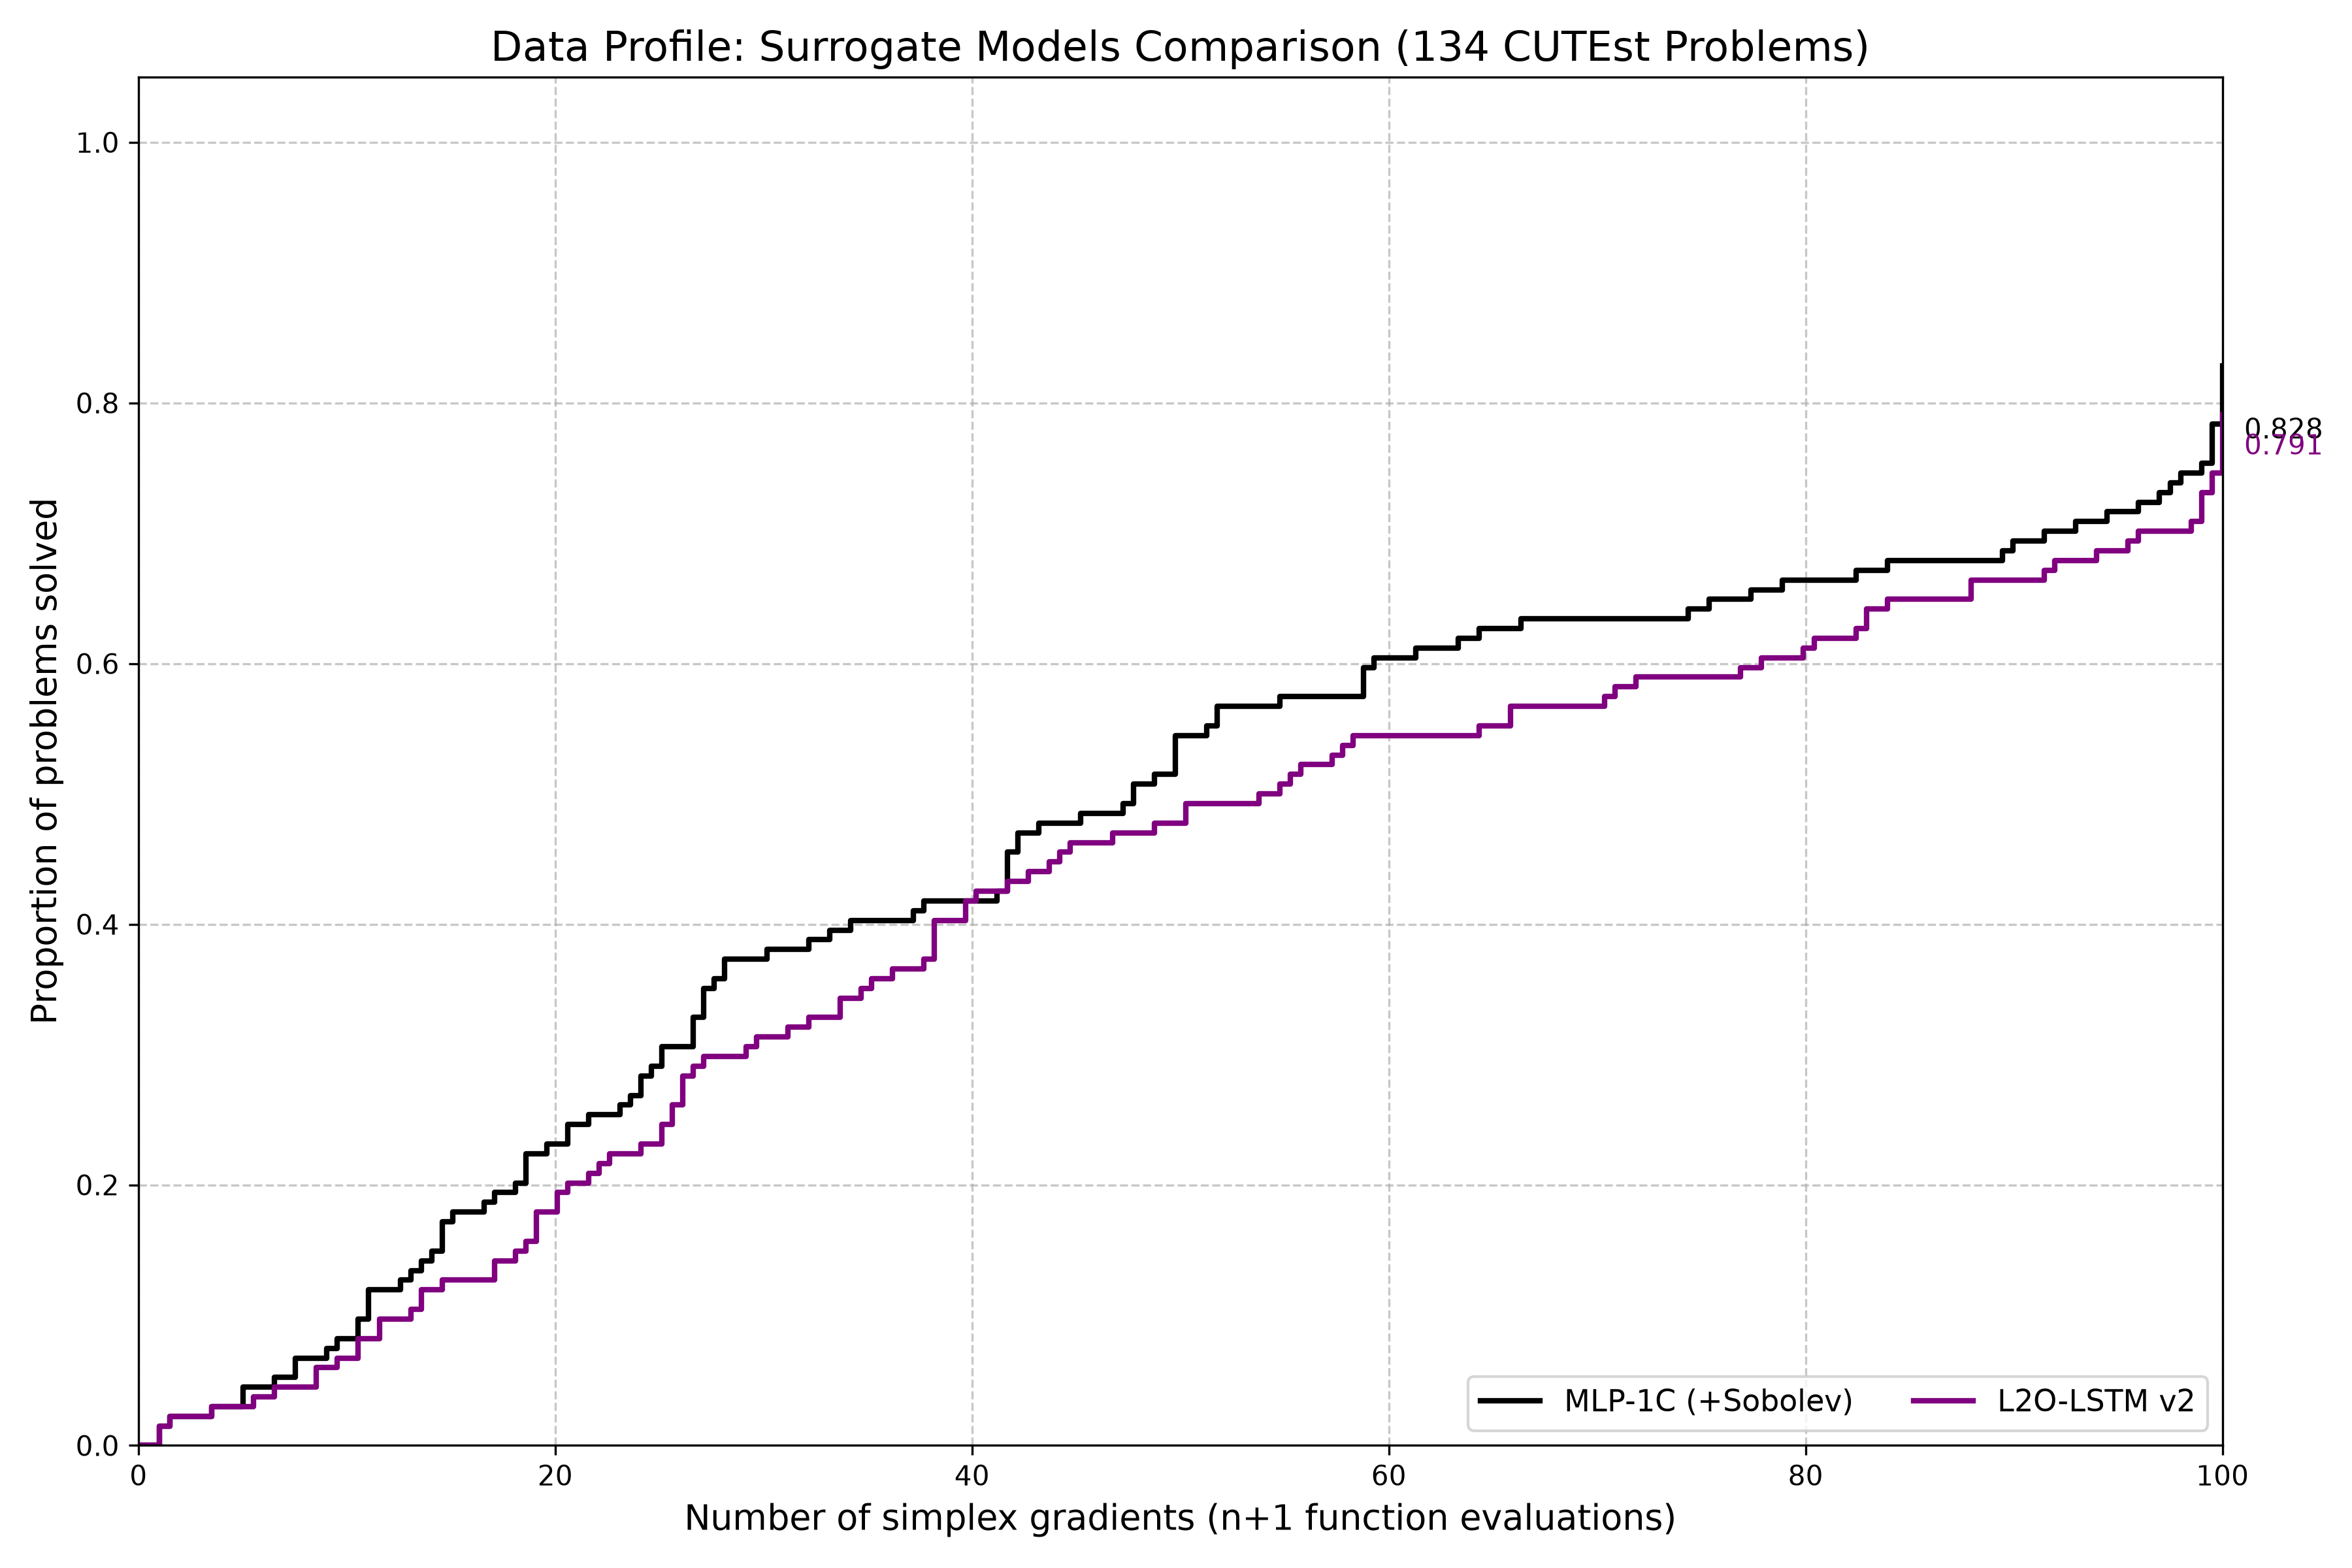 Data Profile: Surrogate Models Comparison (134 CUTEst Problems)
Proportion of problems solved
1.0
0.8
0.6
0.4
0.2
0.0
0.828
0.791
MLP-1C (+Sobolev)
L2O-LSTM v2
0
20
40
60
80
100
Number of simplex gradients (n+1 function evaluations)